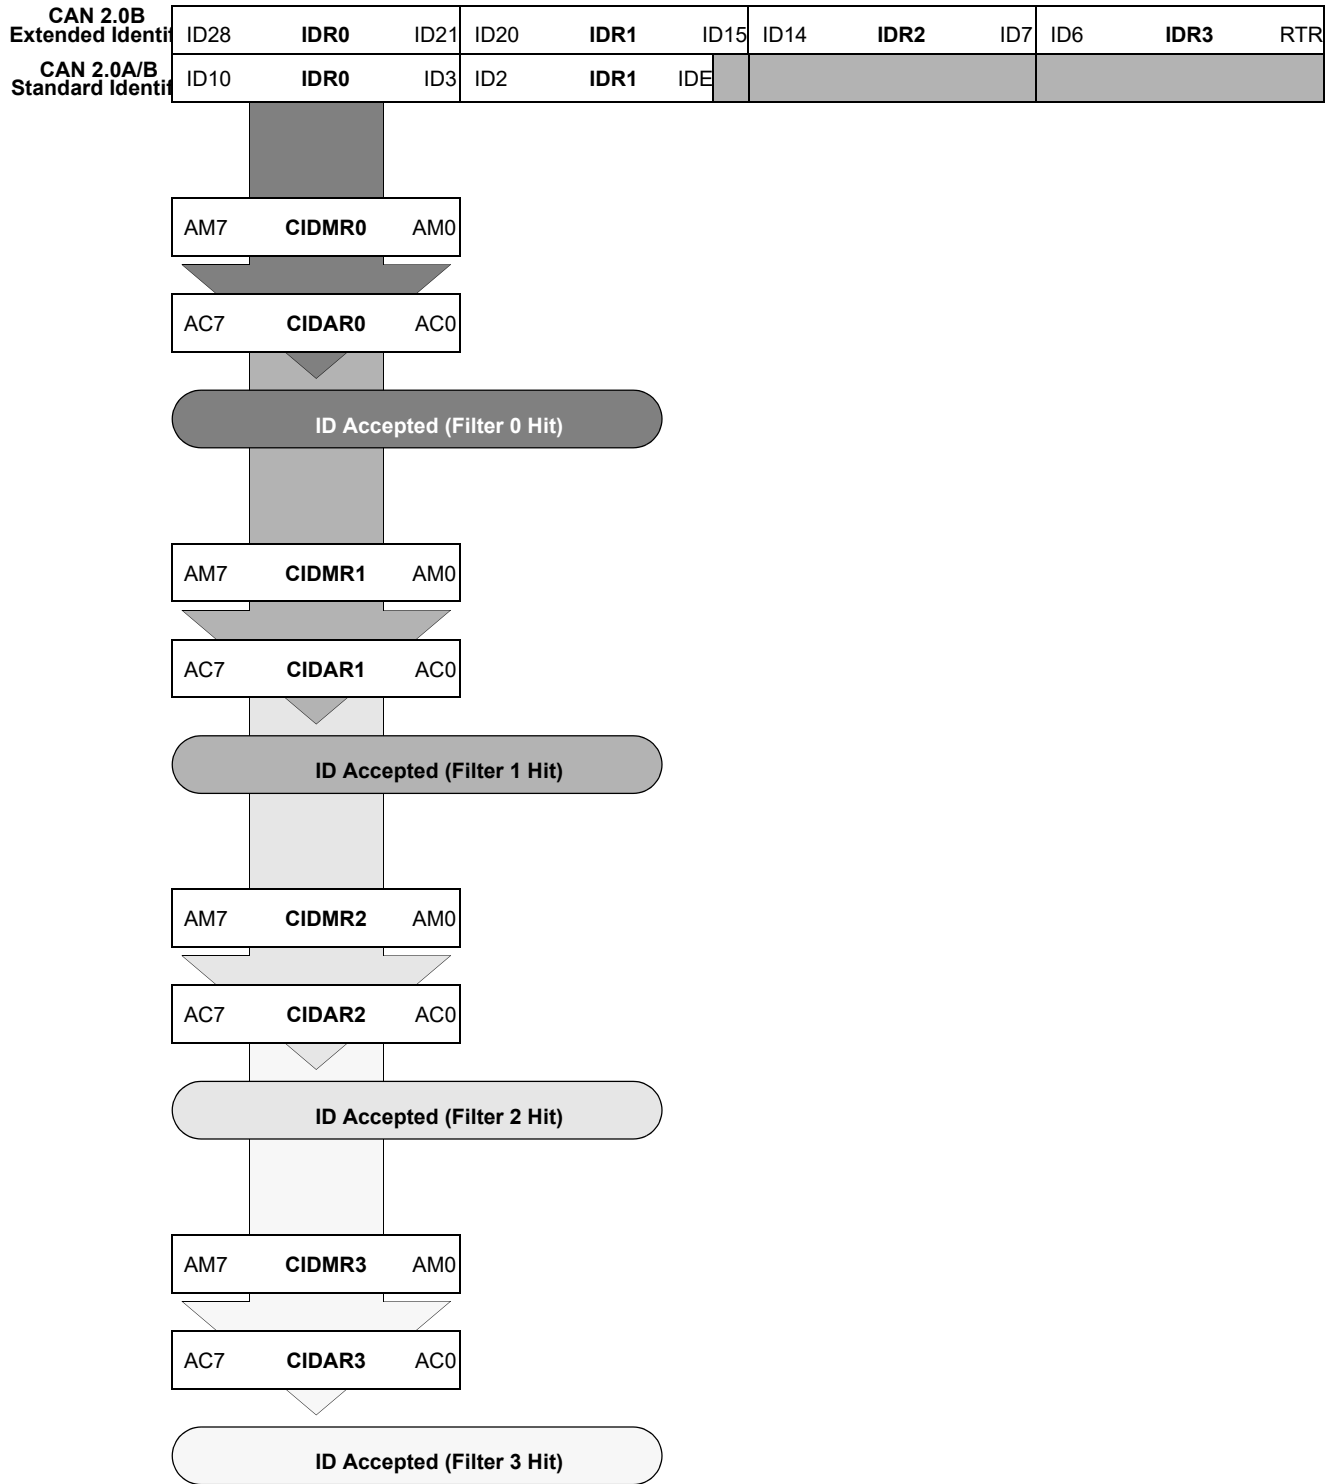 CAN 2.0B
Extended Identif
ID28 IDR0 ID21 ID20 IDR1 ID15 ID14 IDR2 ID7 ID6 IDR3 RTR
CAN 2.0A/B
Standard Identif
ID10 IDR0 ID3 ID2 IDR1 IDE
AM7 CIDMR0 AM0
AC7 CIDAR0 AC0
ID Accepted (Filter 0 Hit)
AM7 CIDMR1 AM0
AC7 CIDAR1 AC0
ID Accepted (Filter 1 Hit)
AM7 CIDMR2 AM0
AC7 CIDAR2 AC0
ID Accepted (Filter 2 Hit)
AM7 CIDMR3 AM0
AC7 CIDAR3 AC0
ID Accepted (Filter 3 Hit)